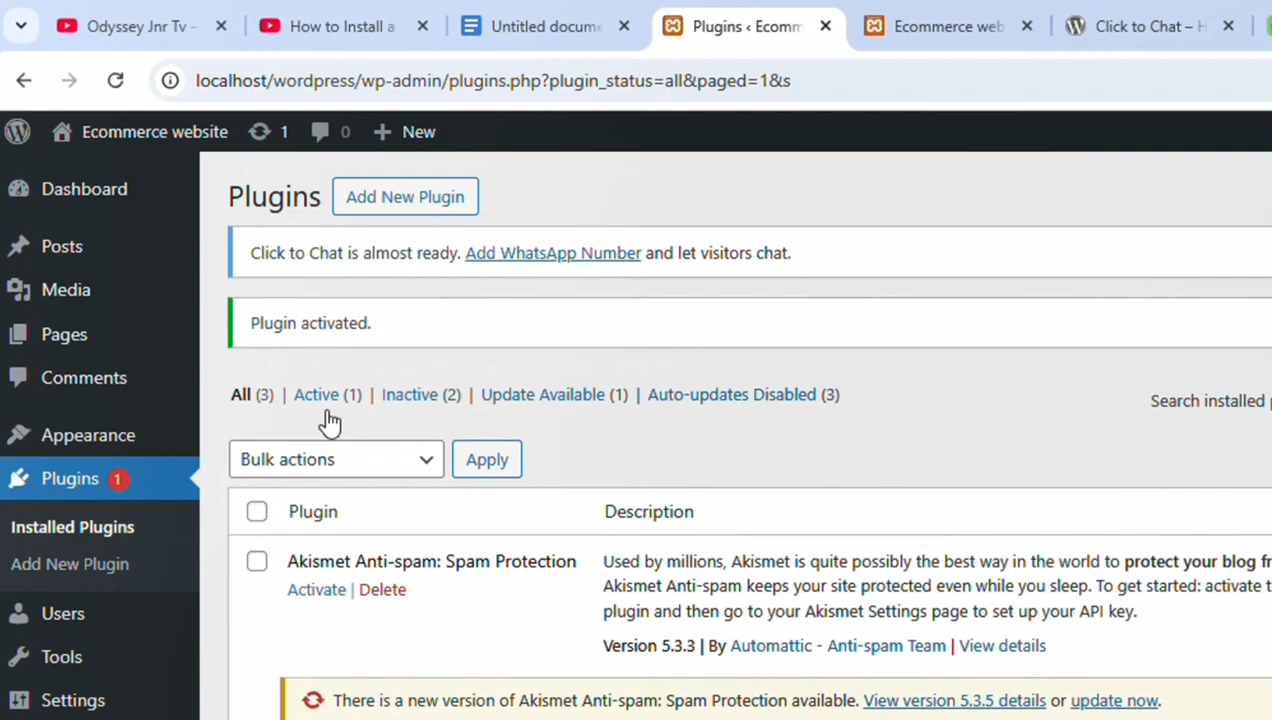 Odyssey Jnr Tv -
How to Install a
Untitled docume
Plugins ‹ Ecomm
Ecommerce web
Click to Chat – H
localhost/wordpress/wp-admin/plugins.php?plugin_status=all&paged=1&s
Ecommerce website 1 0 + New
Dashboard
Posts
Media
Pages
Comments
Appearance
Plugins 1
Installed Plugins
Add New Plugin
Users
Tools
Settings
Plugins Add New Plugin
Click to Chat is almost ready. Add WhatsApp Number and let visitors chat.
Plugin activated.
All (3) | Active (1) | Inactive (2) | Update Available (1) | Auto-updates Disabled (3)
Search installed
Bulk actions Apply
Plugin Description
Akismet Anti-spam: Spam Protection
Activate | Delete
Used by millions, Akismet is quite possibly the best way in the world to protect your blog fr
Akismet Anti-spam keeps your site protected even while you sleep. To get started: activate t
plugin and then go to your Akismet Settings page to set up your API key.
Version 5.3.3 | By Automattic - Anti-spam Team | View details
There is a new version of Akismet Anti-spam: Spam Protection available. View version 5.3.5 details or update now.